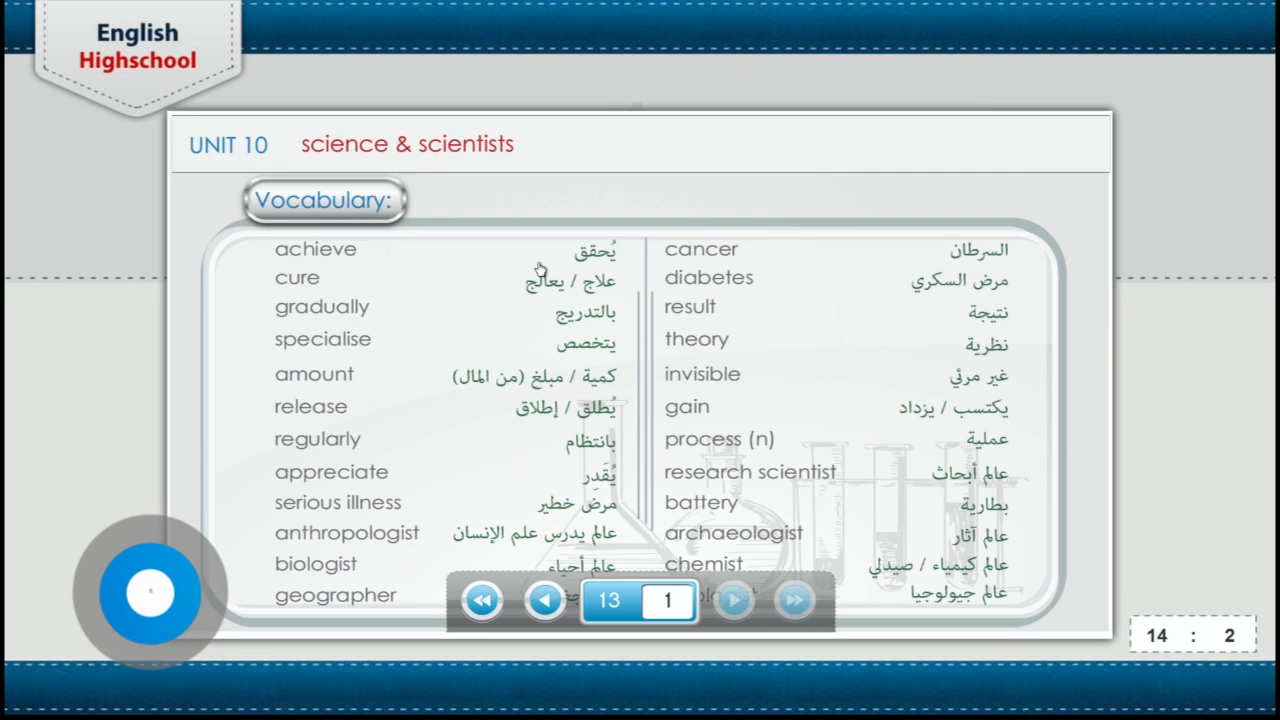 English
Highschool
UNIT 10 science & scientists
Vocabulary:
achieve يُحقق cancer السرطان
cure علاج / يعالج diabetes مرض السكري
gradually بالتدريج result نتيجة
specialise يتخصص theory نظرية
amount كمية / مبلغ (من المال) invisible غير مرئي
release يُطلق / إطلاق gain يكتسب / يزداد
regularly بانتظام process (n) عملية
appreciate يُقَدِر research scientist عالم أبحاث
serious illness مرض خطير battery بطارية
anthropologist عالم يدرس علم الإنسان archaeologist عالم آثار
biologist عالم أحياء chemist عالم كيمياء / صيدلي
geographer عالم جيولوجيا
13 1
14 : 2